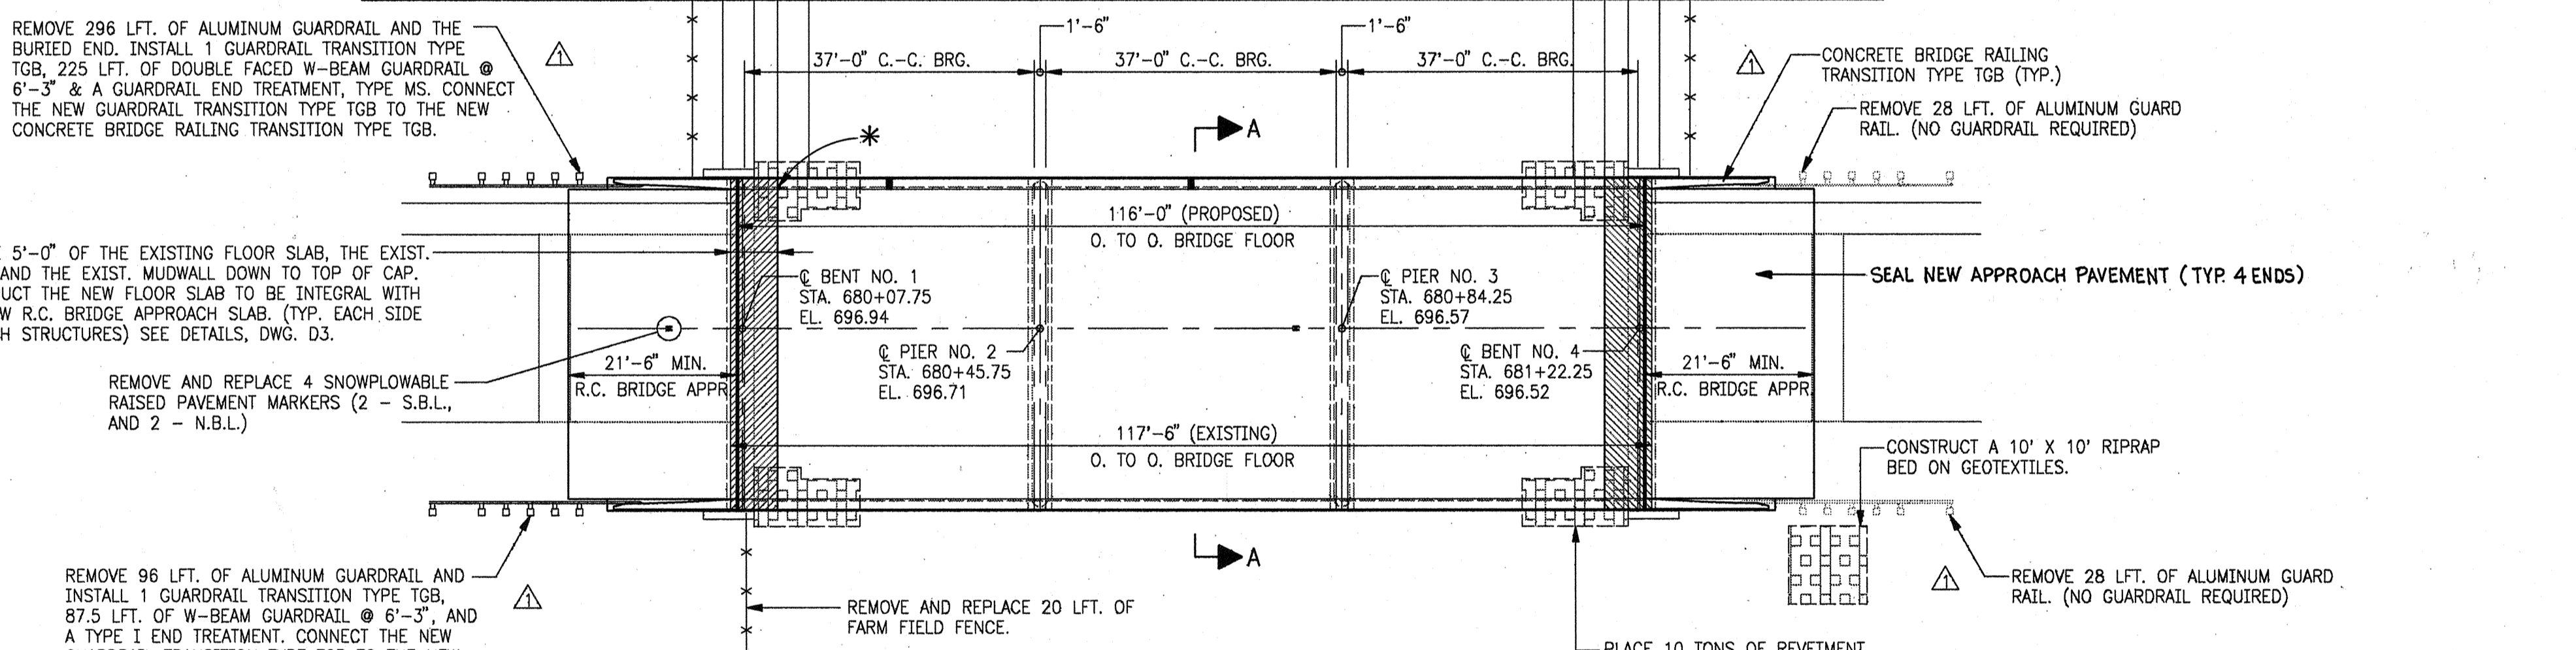 REMOVE 296 LFT. OF ALUMINUM GUARDRAIL AND THE
BURIED END. INSTALL 1 GUARDRAIL TRANSITION TYPE
TGB, 225 LFT. OF DOUBLE FACED W-BEAM GUARDRAIL @
6'-3" & A GUARDRAIL END TREATMENT, TYPE MS. CONNECT
THE NEW GUARDRAIL TRANSITION TYPE TGB TO THE NEW
CONCRETE BRIDGE RAILING TRANSITION TYPE TGB.
1
1'-6"
1'-6"
37'-0" C.-C. BRG.
37'-0" C.-C. BRG.
37'-0" C.-C. BRG.
1
CONCRETE BRIDGE RAILING
TRANSITION TYPE TGB (TYP.)
REMOVE 28 LFT. OF ALUMINUM GUARD
RAIL. (NO GUARDRAIL REQUIRED)
A
*
116'-0" (PROPOSED)
O. TO O. BRIDGE FLOOR
5'-0" OF THE EXISTING FLOOR SLAB, THE EXIST.
AND THE EXIST. MUDWALL DOWN TO TOP OF CAP.
UCT THE NEW FLOOR SLAB TO BE INTEGRAL WITH
W R.C. BRIDGE APPROACH SLAB. (TYP. EACH SIDE
H STRUCTURES) SEE DETAILS, DWG. D3.
℄ BENT NO. 1
STA. 680+07.75
EL. 696.94
℄ PIER NO. 3
STA. 680+84.25
EL. 696.57
SEAL NEW APPROACH PAVEMENT (TYP. 4 ENDS)
℄ PIER NO. 2
STA. 680+45.75
EL. 696.71
℄ BENT NO. 4
STA. 681+22.25
EL. 696.52
21'-6" MIN.
R.C. BRIDGE APPR
21'-6" MIN.
R.C. BRIDGE APPR.
REMOVE AND REPLACE 4 SNOWPLOWABLE
RAISED PAVEMENT MARKERS (2 - S.B.L.,
AND 2 - N.B.L.)
117'-6" (EXISTING)
O. TO O. BRIDGE FLOOR
CONSTRUCT A 10' X 10' RIPRAP
BED ON GEOTEXTILES.
A
REMOVE 96 LFT. OF ALUMINUM GUARDRAIL AND
INSTALL 1 GUARDRAIL TRANSITION TYPE TGB,
87.5 LFT. OF W-BEAM GUARDRAIL @ 6'-3", AND
A TYPE I END TREATMENT. CONNECT THE NEW
1
REMOVE AND REPLACE 20 LFT. OF
FARM FIELD FENCE.
1
REMOVE 28 LFT. OF ALUMINUM GUARD
RAIL. (NO GUARDRAIL REQUIRED)
PLACE 10 TONS OF REVETMENT